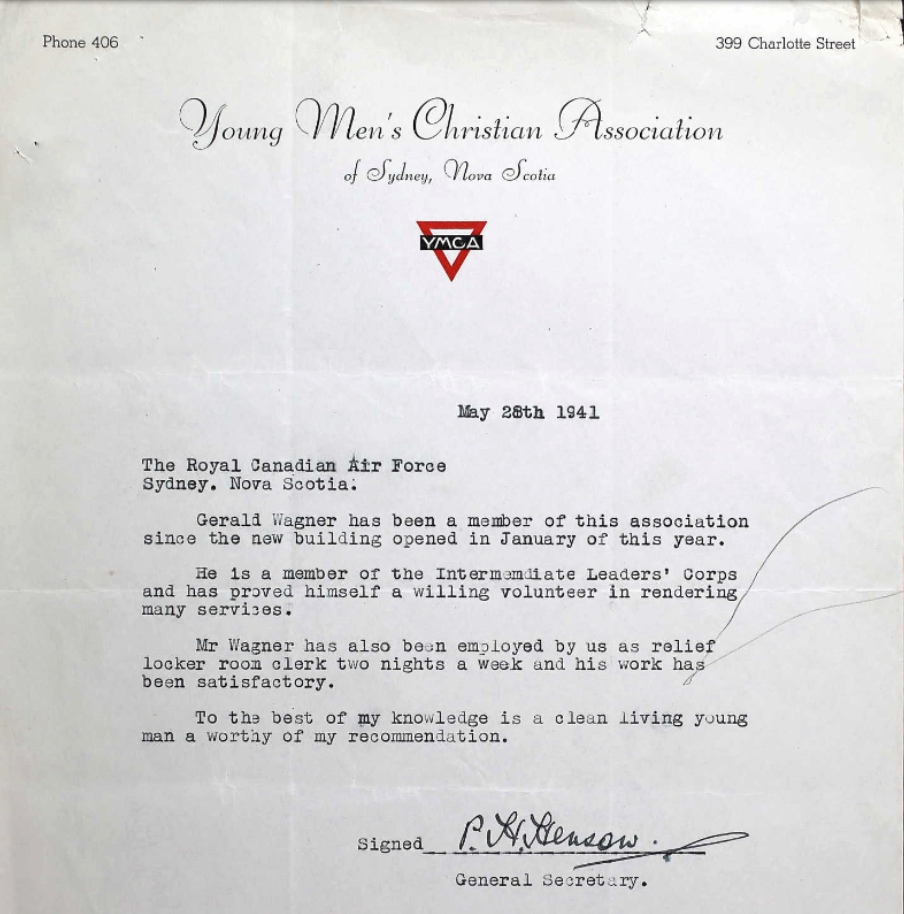 Phone 406
399 Charlotte Street
Young Men's Christian Association
of Sydney, Nova Scotia
YMCA
May 28th 1941
The Royal Canadian Air Force
Sydney. Nova Scotia.
Gerald Wagner has been a member of this association
since the new building opened in January of this year.
He is a member of the Intermemdiate Leaders' Corps
and has proved himself a willing volunteer in rendering
many services.
Mr Wagner has also been employed by us as relief
locker room clerk two nights a week and his work has
been satisfactory.
To the best of my knowledge is a clean living young
man a worthy of my recommendation.
Signed P. H. Henson.
General Secretary.